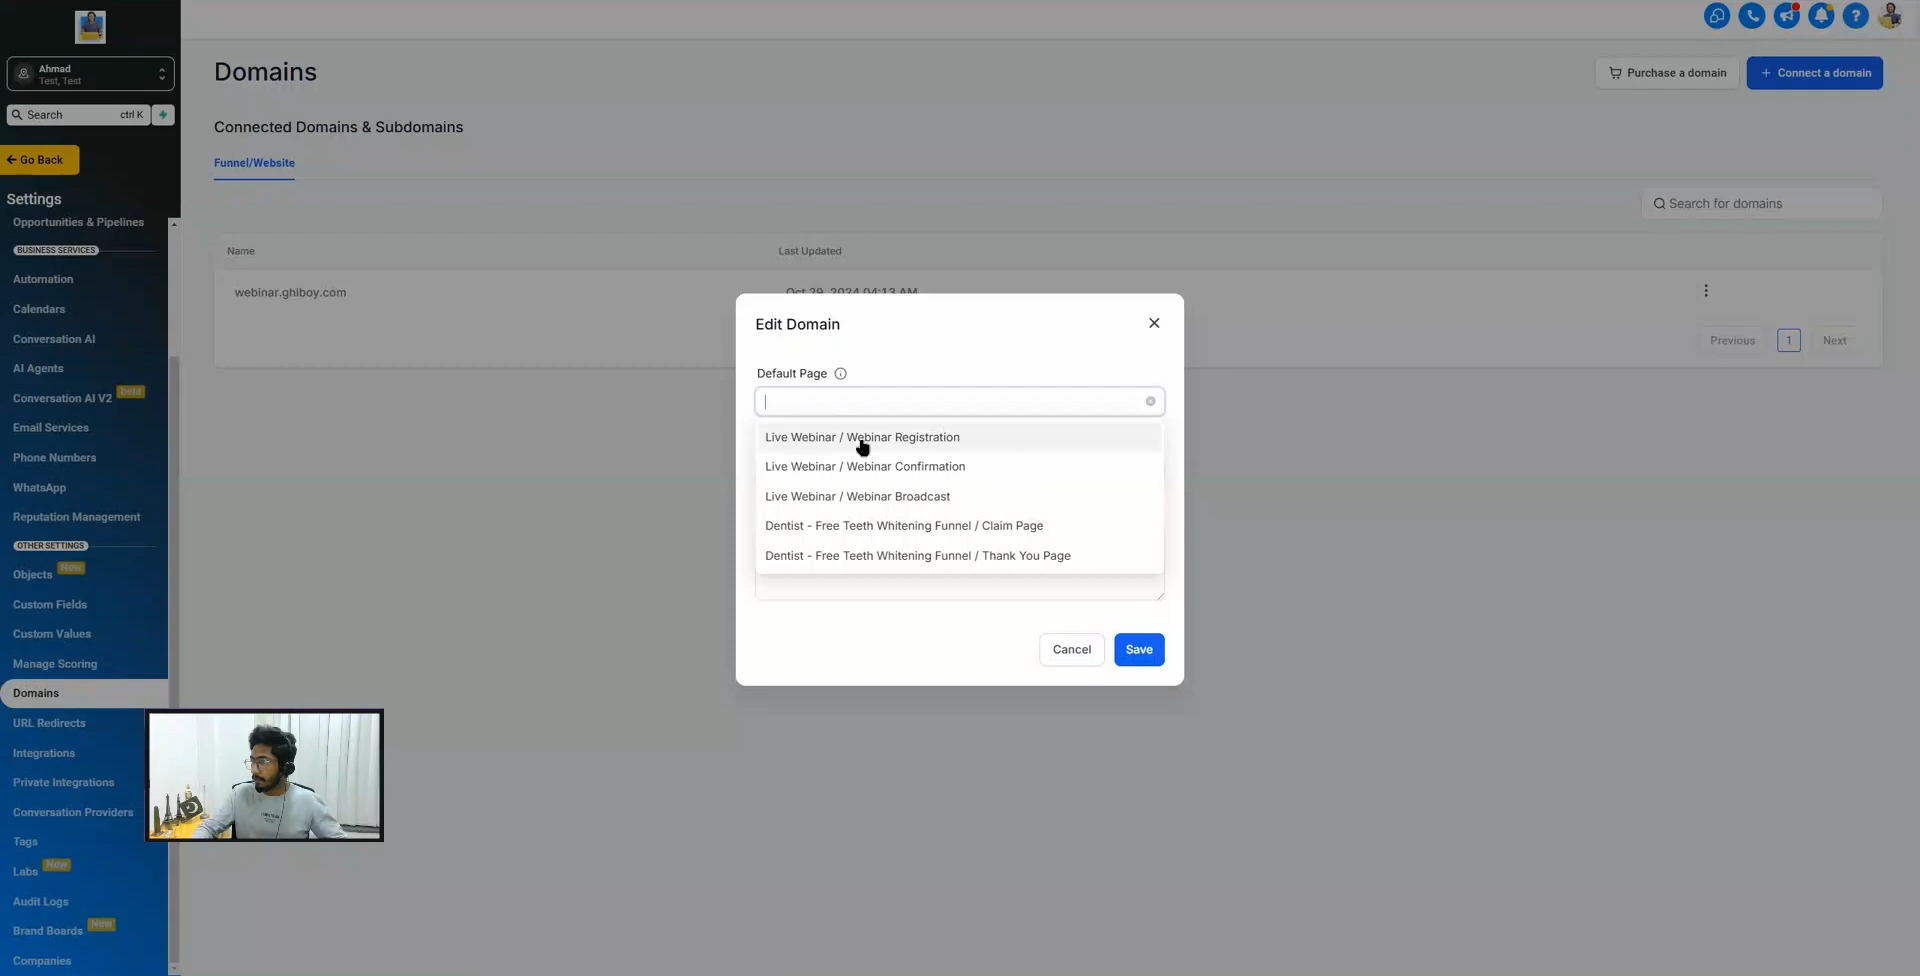 Ahmad
Test, Test
Search ctrl K
Go Back
Settings
Opportunities & Pipelines
BUSINESS SERVICES
Automation
Calendars
Conversation AI
AI Agents
Conversation AI V2 beta
Email Services
Phone Numbers
WhatsApp
Reputation Management
OTHER SETTINGS
Objects New
Custom Fields
Custom Values
Manage Scoring
Domains
URL Redirects
Integrations
Private Integrations
Conversation Providers
Tags
Labs New
Audit Logs
Brand Boards New
Companies
Domains
Purchase a domain
+ Connect a domain
Connected Domains & Subdomains
Funnel/Website
Search for domains
Name Last Updated
webinar.ghlboy.com Oct 29, 2024 04:13 AM
Previous 1 Next
Edit Domain
Default Page
Live Webinar / Webinar Registration
Live Webinar / Webinar Confirmation
Live Webinar / Webinar Broadcast
Dentist - Free Teeth Whitening Funnel / Claim Page
Dentist - Free Teeth Whitening Funnel / Thank You Page
Cancel Save